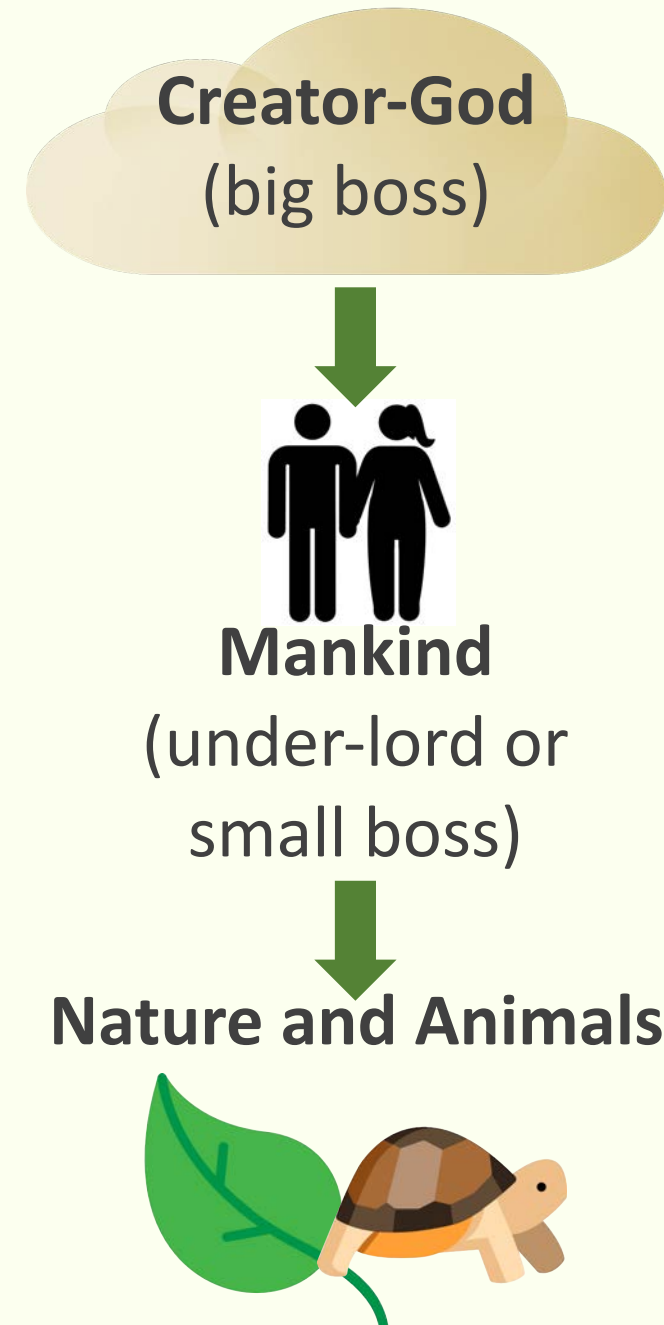 Creator-God
(big boss)
Mankind
(under-lord or
small boss)
Nature and Animals